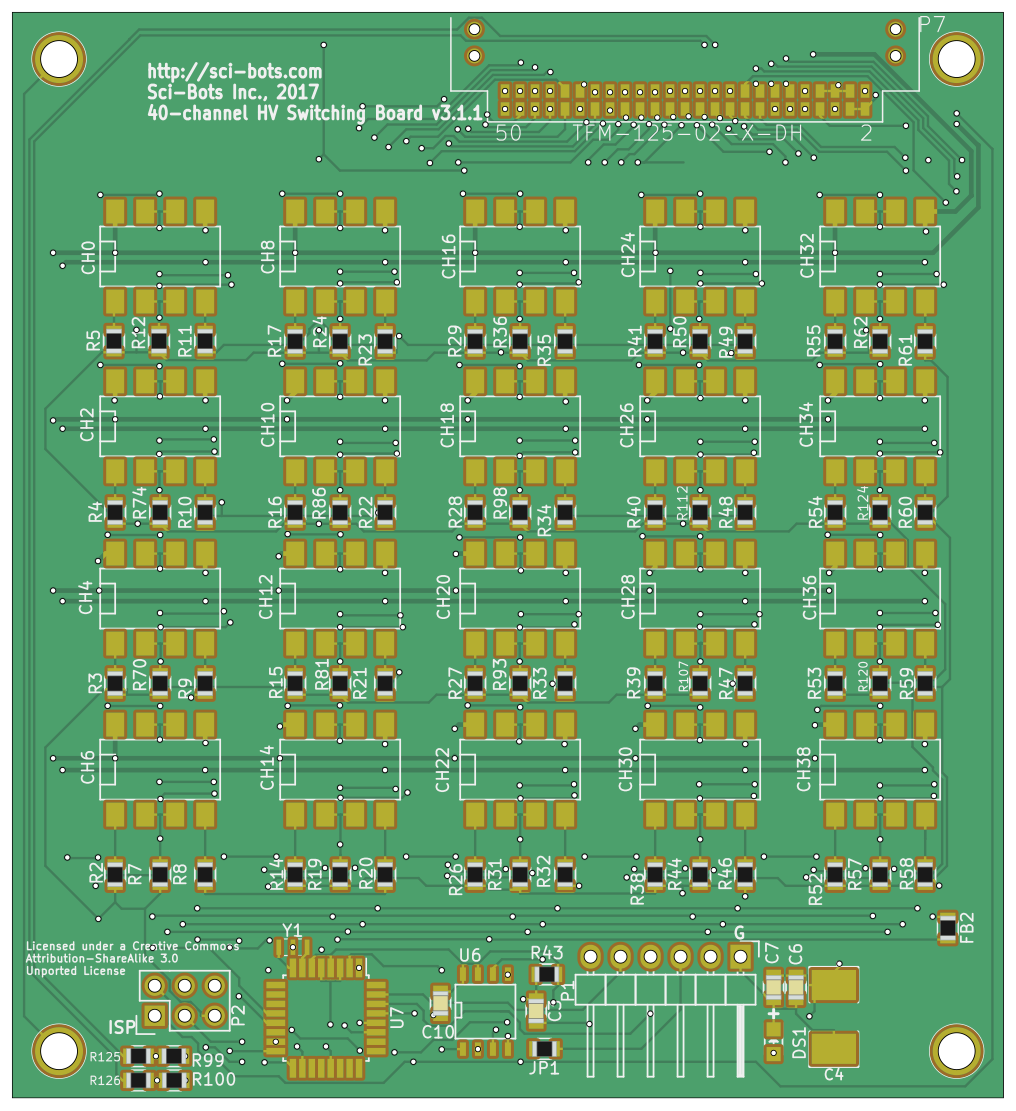 P7
http://sci-bots.com
Sci-Bots Inc., 2017
40-channel HV Switching Board v3.1.1
50 TFM-125-02-X-DH 2
CH0 CH8 CH16 CH24 CH32
R5 R12 R11 R17 R24 R23 R29 R36 R35 R41 R50 R49 R55 R62 R61
CH2 CH10 CH18 CH26 CH34
R4 R74 R10 R16 R86 R22 R28 R98 R34 R40 R112 R48 R54 R124 R60
CH4 CH12 CH20 CH28 CH36
R3 R70 R9 R15 R81 R21 R27 R93 R33 R39 R107 R47 R53 R120 R59
CH6 CH14 CH22 CH30 CH38
R2 R7 R8 R14 R19 R20 R26 R31 R32 R38 R44 R46 R52 R57 R58
FB2
Licensed under a Creative Commons
Attribution-ShareAlike 3.0
Unported License
Y1 U6 R43 G C7 C6
P1
ISP P2 U7 C10 +
DS1
R125 R99 JP1 C4
R126 R100